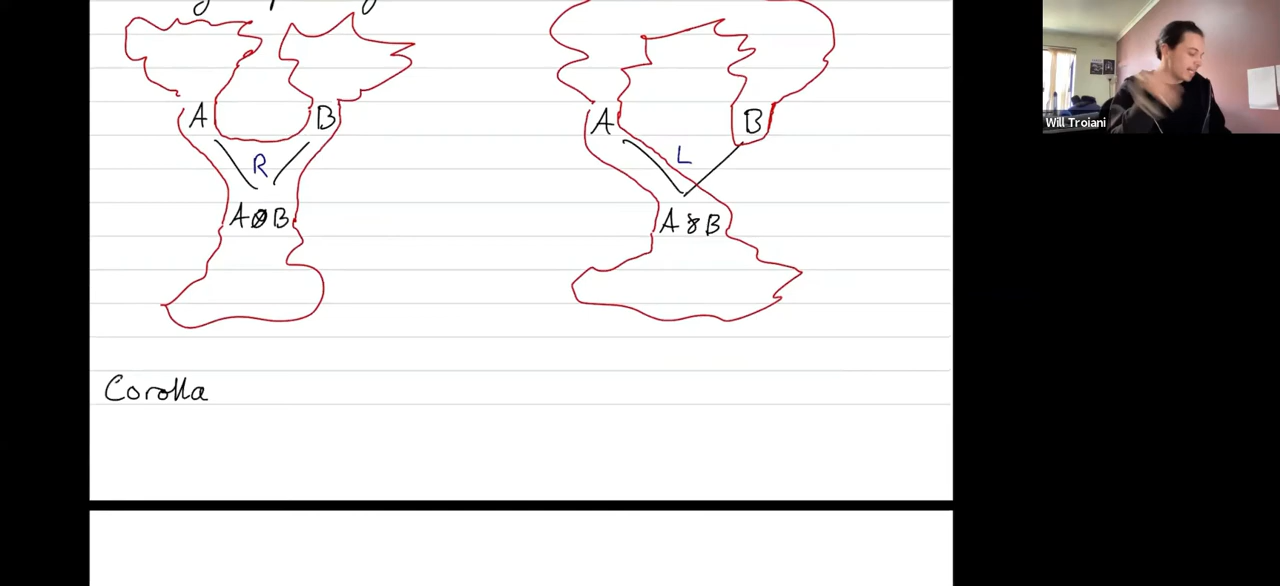 A B A B
R L
A⊗B A⅋B
Corolla
Will Troiani